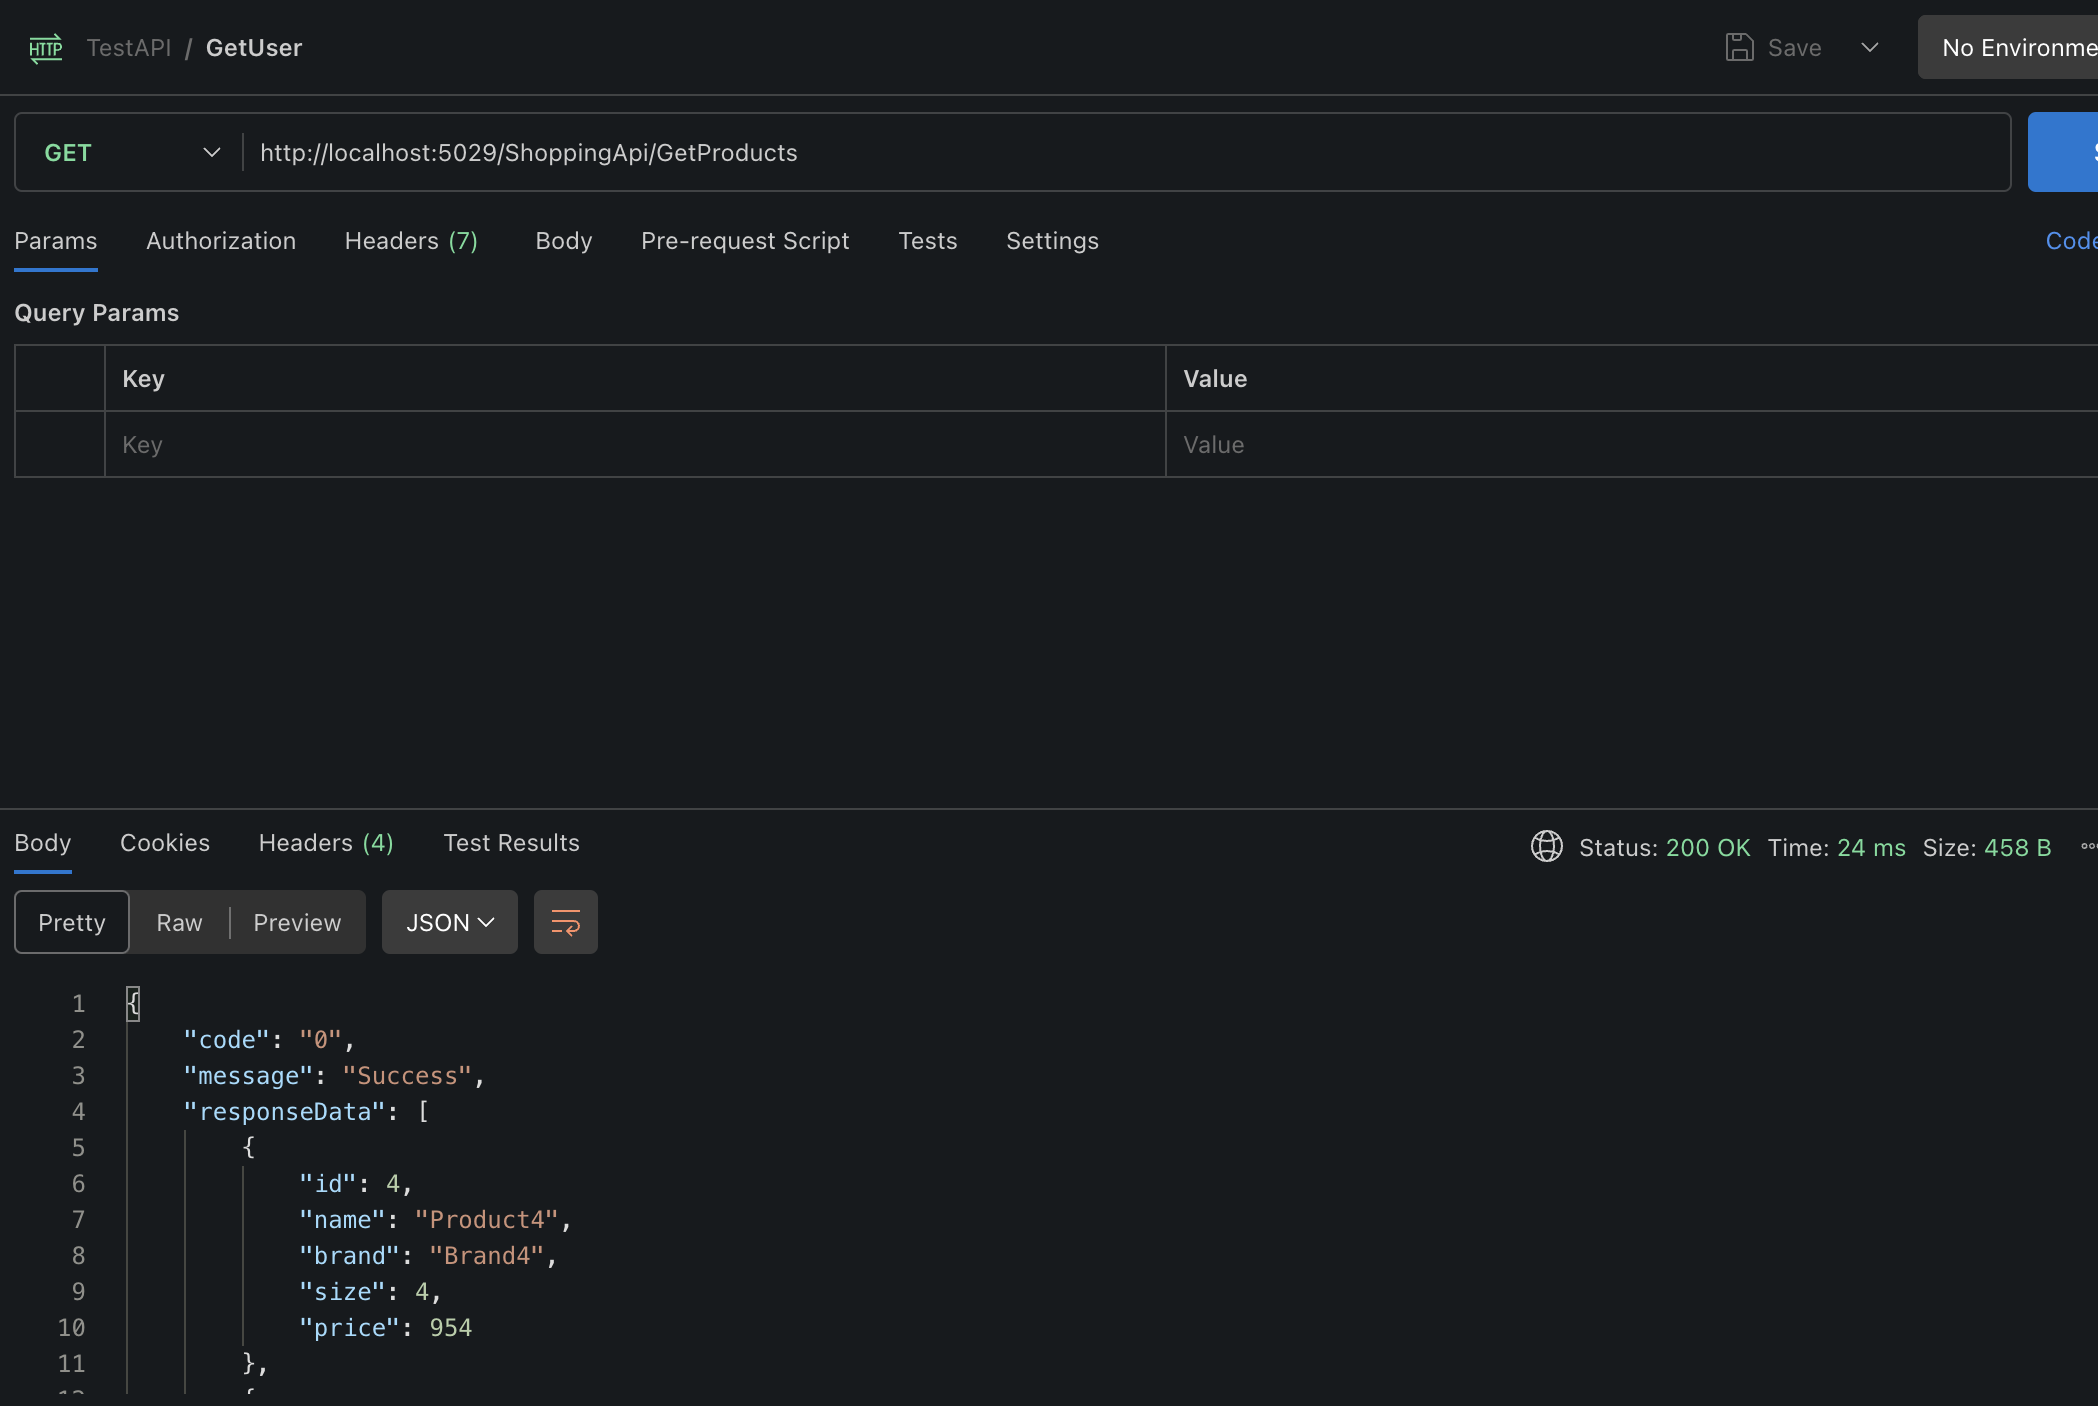 HTTP TestAPI / GetUser Save No Environme
GET http://localhost:5029/ShoppingApi/GetProducts
Params Authorization Headers (7) Body Pre-request Script Tests Settings Code
Query Params
Key Value
Key Value
Body Cookies Headers (4) Test Results Status: 200 OK Time: 24 ms Size: 458 B
Pretty Raw Preview JSON
1 {
2 "code": "0",
3 "message": "Success",
4 "responseData": [
5 {
6 "id": 4,
7 "name": "Product4",
8 "brand": "Brand4",
9 "size": 4,
10 "price": 954
11 },